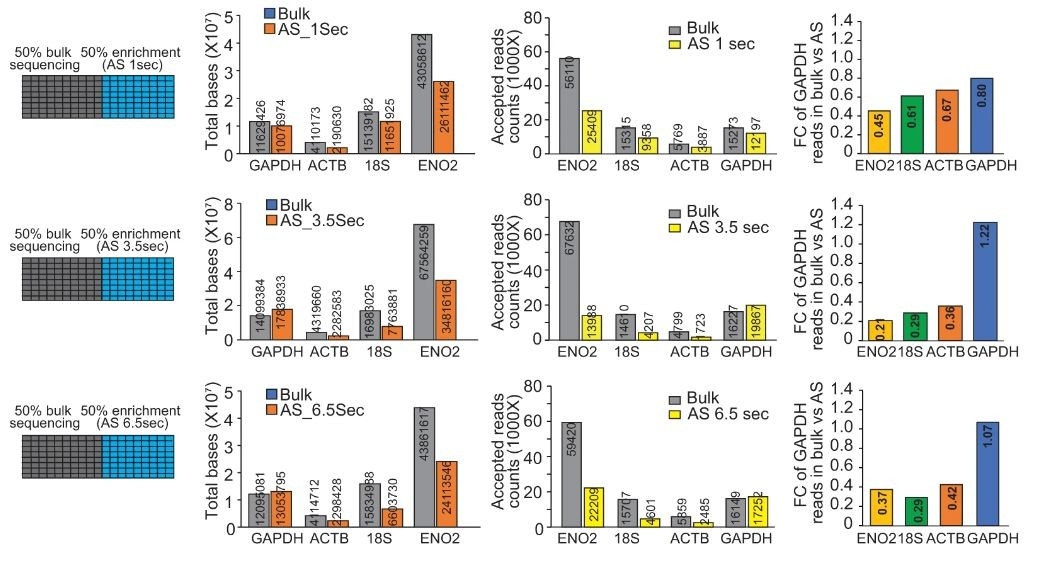 50% bulk 50% enrichment
sequencing (AS 1sec)
Total bases (X10⁷)
5
4
3
2
1
0
Bulk
AS_1Sec
11629426
10076974
4110173
2190630
15139182
11651925
43058612
26111462
GAPDH ACTB 18S ENO2
Accepted reads
counts (1000X)
80
60
40
20
0
Bulk
AS 1 sec
56110
25409
15315
9358
5769
3887
15273
ENO2 18S ACTB GAPDH
FC of GAPDH
reads in bulk vs AS
1.4
1.2
1.0
0.8
0.6
0.4
0.2
0
0.45
0.61
0.67
0.80
ENO2 18S ACTB GAPDH
50% bulk 50% enrichment
sequencing (AS 3.5sec)
Total bases (X10⁷)
8
6
4
2
0
Bulk
AS_3.5Sec
14099384
17838933
4319660
2282583
16983025
7763881
67564259
34816160
GAPDH ACTB 18S ENO2
Accepted reads
counts (1000X)
80
60
40
20
0
Bulk
AS 3.5 sec
67632
13988
14610
4207
4799
1723
16227
19867
ENO2 18S ACTB GAPDH
FC of GAPDH
reads in bulk vs AS
1.4
1.2
1.0
0.8
0.6
0.4
0.2
0
0.21
0.29
0.36
1.22
ENO2 18S ACTB GAPDH
50% bulk 50% enrichment
sequencing (AS 6.5sec)
Total bases (X10⁷)
5
4
3
2
1
0
Bulk
AS_6.5Sec
12095081
13053795
4114712
2298428
15834988
6603730
43861617
24113546
GAPDH ACTB 18S ENO2
Accepted reads
counts (1000X)
80
60
40
20
0
Bulk
AS 6.5 sec
59420
22209
15707
4601
5859
2485
16149
17252
ENO2 18S ACTB GAPDH
FC of GAPDH
reads in bulk vs AS
1.4
1.2
1.0
0.8
0.6
0.4
0.2
0
0.37
0.29
0.42
1.07
ENO2 18S ACTB GAPDH